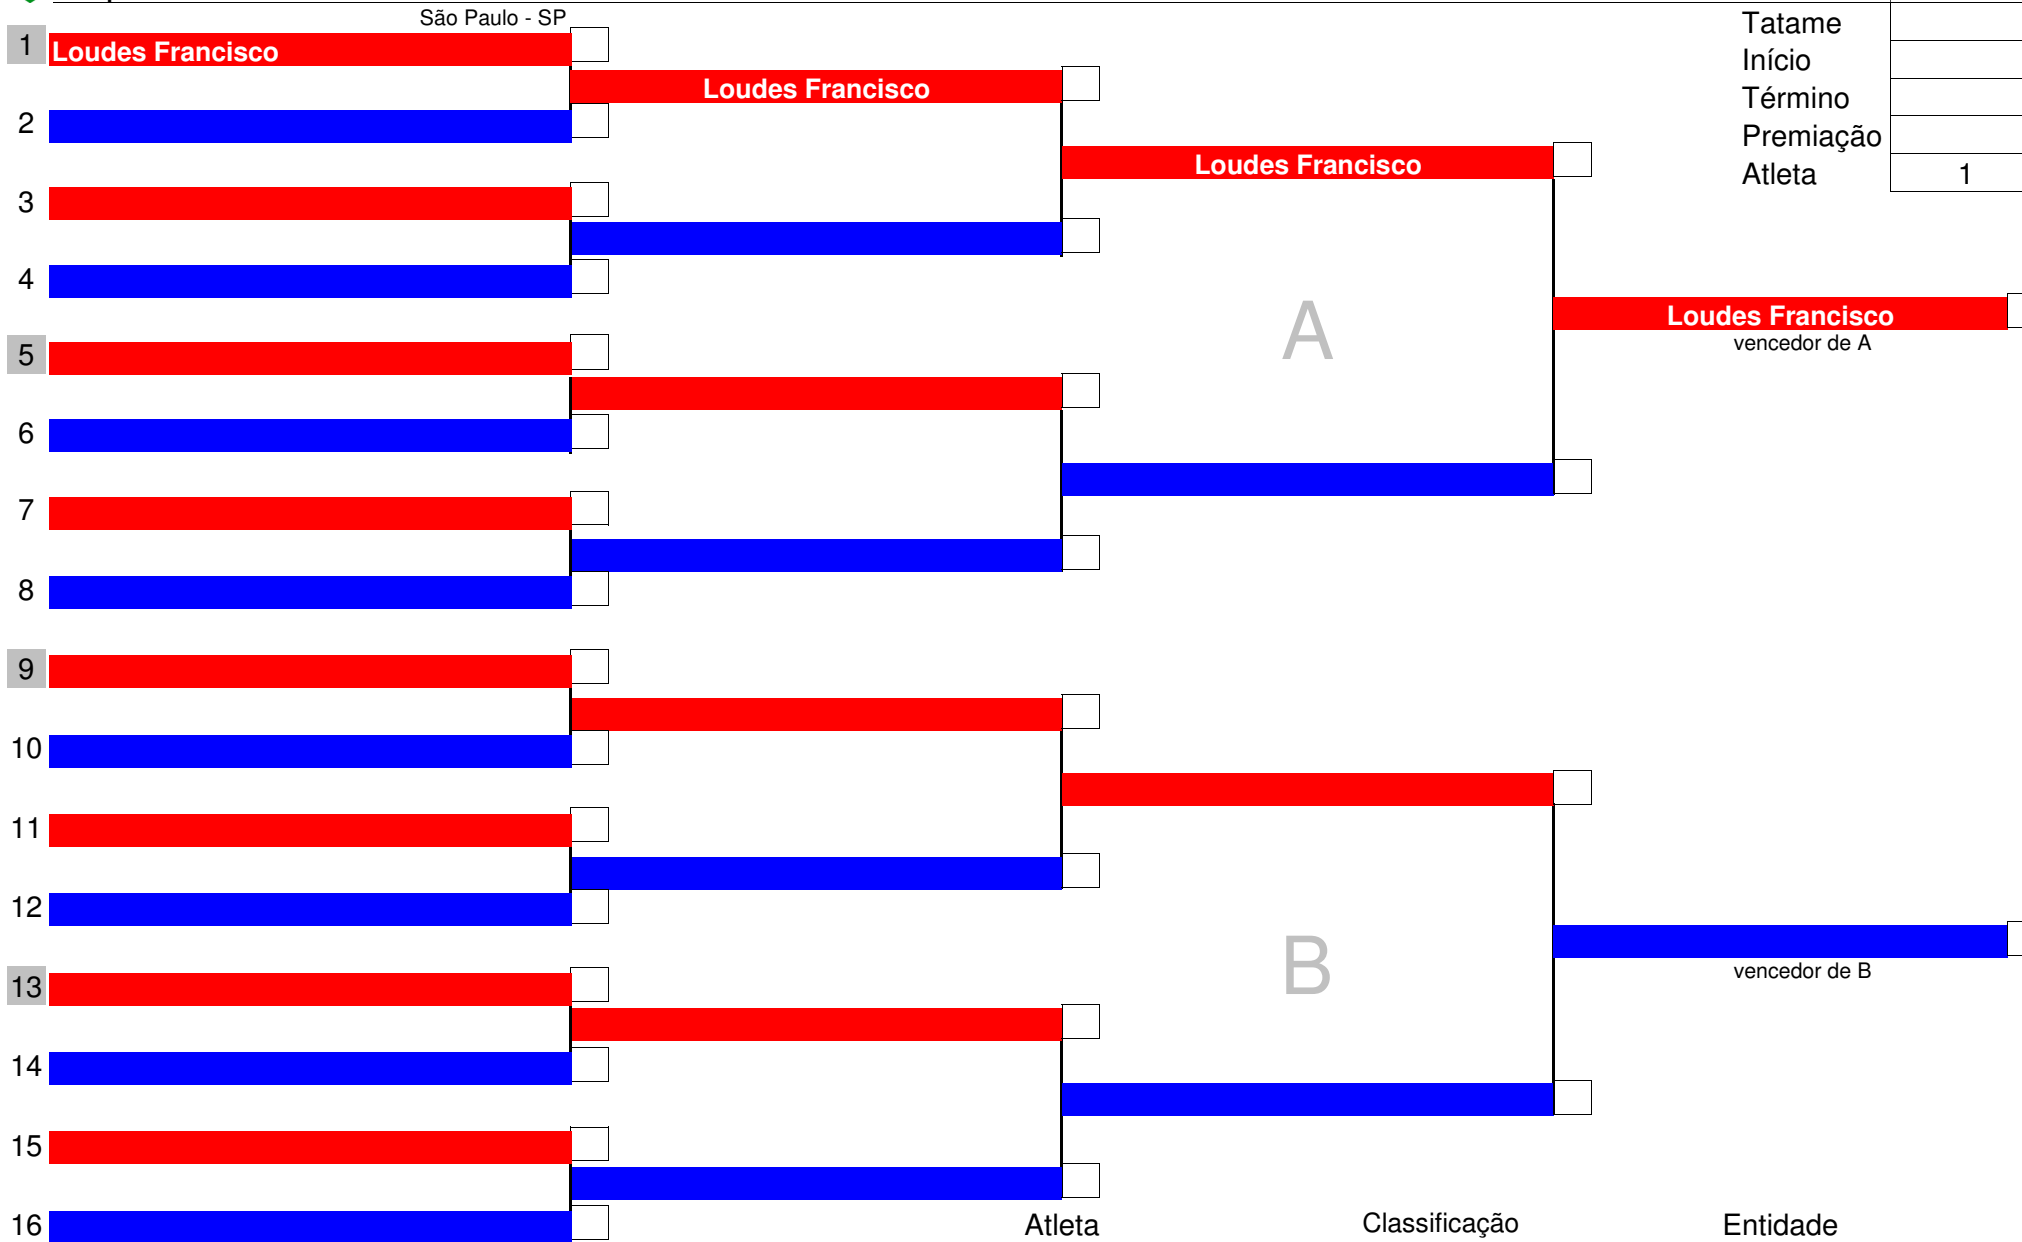 São Paulo - SP
Tatame
1 Loudes Francisco
Início
Loudes Francisco
Término
2
Premiação
Loudes Francisco
Atleta 1
3
4
A
Loudes Francisco
vencedor de A
5
6
7
8
9
10
11
12
B
vencedor de B
13
14
15
16
Atleta Classificação Entidade